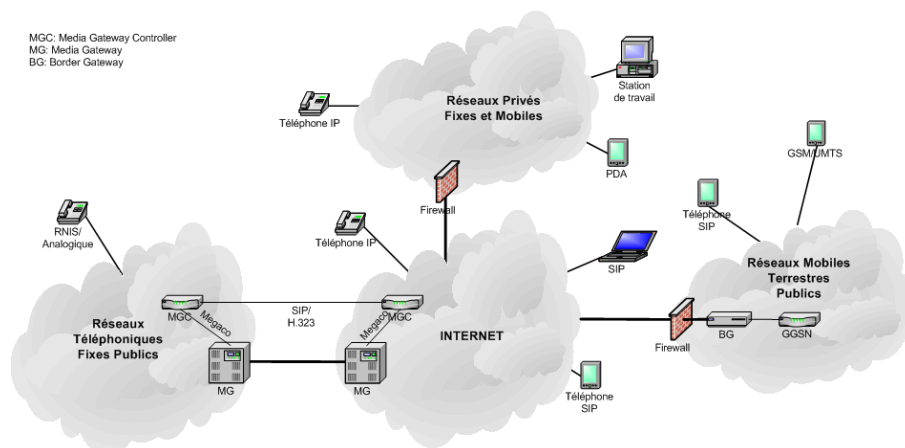 MGC: Media Gateway Controller
MG: Media Gateway
BG: Border Gateway
Station
de travail
Réseaux Privés
Fixes et Mobiles
Téléphone IP
PDA
GSM/UMTS
Firewall
RNIS/
Analogique
Téléphone IP
Téléphone
SIP
SIP
Réseaux Mobiles
Terrestres
Publics
MGC
SIP/
H.323
MGC
Megaco
Megaco
Réseaux
Téléphoniques
Fixes Publics
INTERNET
Firewall
BG
GGSN
MG
MG
Téléphone
SIP